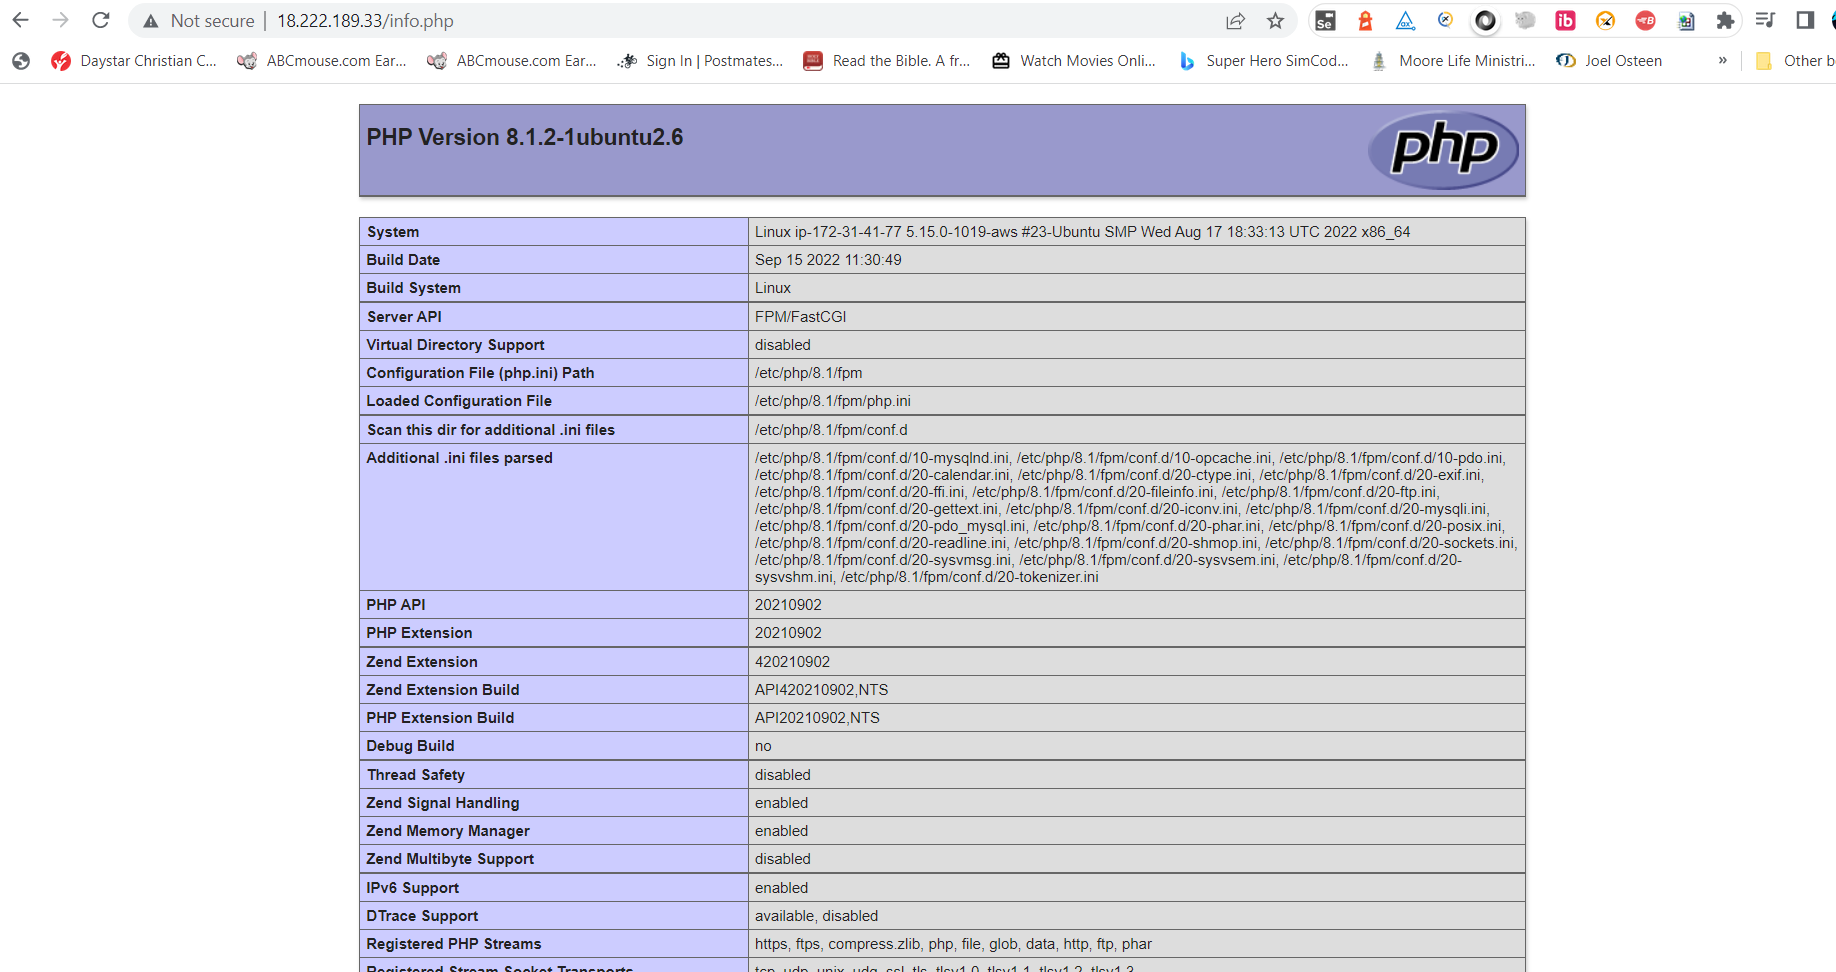 Not secure | 18.222.189.33/info.php
Daystar Christian C... ABCmouse.com Ear... ABCmouse.com Ear... Sign In | Postmates... Read the Bible. A fr... Watch Movies Onli... Super Hero SimCod... Moore Life Ministri... Joel Osteen » Other b
PHP Version 8.1.2-1ubuntu2.6
php
System Linux ip-172-31-41-77 5.15.0-1019-aws #23-Ubuntu SMP Wed Aug 17 18:33:13 UTC 2022 x86_64
Build Date Sep 15 2022 11:30:49
Build System Linux
Server API FPM/FastCGI
Virtual Directory Support disabled
Configuration File (php.ini) Path /etc/php/8.1/fpm
Loaded Configuration File /etc/php/8.1/fpm/php.ini
Scan this dir for additional .ini files /etc/php/8.1/fpm/conf.d
Additional .ini files parsed /etc/php/8.1/fpm/conf.d/10-mysqlnd.ini, /etc/php/8.1/fpm/conf.d/10-opcache.ini, /etc/php/8.1/fpm/conf.d/10-pdo.ini,
/etc/php/8.1/fpm/conf.d/20-calendar.ini, /etc/php/8.1/fpm/conf.d/20-ctype.ini, /etc/php/8.1/fpm/conf.d/20-exif.ini,
/etc/php/8.1/fpm/conf.d/20-ffi.ini, /etc/php/8.1/fpm/conf.d/20-fileinfo.ini, /etc/php/8.1/fpm/conf.d/20-ftp.ini,
/etc/php/8.1/fpm/conf.d/20-gettext.ini, /etc/php/8.1/fpm/conf.d/20-iconv.ini, /etc/php/8.1/fpm/conf.d/20-mysqli.ini,
/etc/php/8.1/fpm/conf.d/20-pdo_mysql.ini, /etc/php/8.1/fpm/conf.d/20-phar.ini, /etc/php/8.1/fpm/conf.d/20-posix.ini,
/etc/php/8.1/fpm/conf.d/20-readline.ini, /etc/php/8.1/fpm/conf.d/20-shmop.ini, /etc/php/8.1/fpm/conf.d/20-sockets.ini,
/etc/php/8.1/fpm/conf.d/20-sysvmsg.ini, /etc/php/8.1/fpm/conf.d/20-sysvsem.ini, /etc/php/8.1/fpm/conf.d/20-
sysvshm.ini, /etc/php/8.1/fpm/conf.d/20-tokenizer.ini
PHP API 20210902
PHP Extension 20210902
Zend Extension 420210902
Zend Extension Build API420210902,NTS
PHP Extension Build API20210902,NTS
Debug Build no
Thread Safety disabled
Zend Signal Handling enabled
Zend Memory Manager enabled
Zend Multibyte Support disabled
IPv6 Support enabled
DTrace Support available, disabled
Registered PHP Streams https, ftps, compress.zlib, php, file, glob, data, http, ftp, phar
Registered Stream Socket Transports tcp, udp, unix, udg, ssl, tls, tlsv1.0, tlsv1.1, tlsv1.2, tlsv1.3